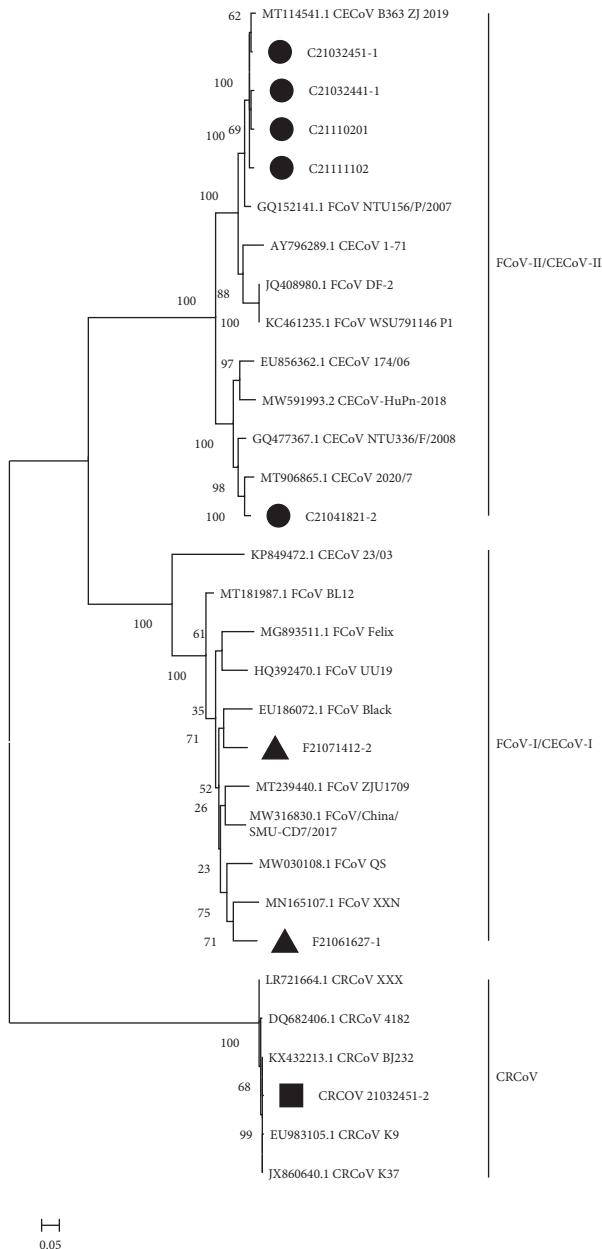 62
MT114541.1 CECoV B363 ZJ 2019
C21032451-1
100
C21032441-1
100
69
C21110201
C21111102
100
GQ152141.1 FCoV NTU156/P/2007
AY796289.1 CECoV 1-71
FCoV-II/CECoV-II
88
JQ408980.1 FCoV DF-2
100
100
KC461235.1 FCoV WSU791146 P1
97
EU856362.1 CECoV 174/06
MW591993.2 CECoV-HuPn-2018
100
GQ477367.1 CECoV NTU336/F/2008
MT906865.1 CECoV 2020/7
98
100
C21041821-2
KP849472.1 CECoV 23/03
MT181987.1 FCoV BL12
100
61
MG893511.1 FCoV Felix
100
HQ392470.1 FCoV UU19
35
EU186072.1 FCoV Black
71
F21071412-2
FCoV-I/CECoV-I
52
MT239440.1 FCoV ZJU1709
26
MW316830.1 FCoV/China/
SMU-CD7/2017
23
MW030108.1 FCoV QS
75
MN165107.1 FCoV XXN
71
F21061627-1
LR721664.1 CRCoV XXX
DQ682406.1 CRCoV 4182
100
KX432213.1 CRCoV BJ232
CRCoV
68
CRCOV 21032451-2
99
EU983105.1 CRCoV K9
JX860640.1 CRCoV K37
0.05